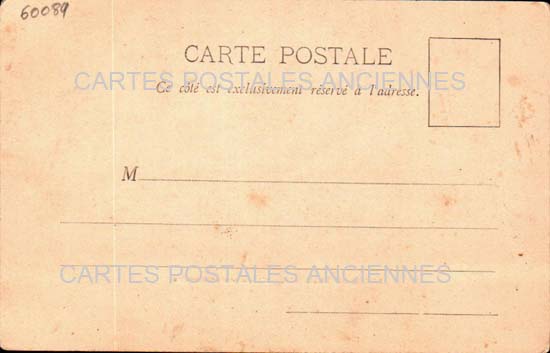 60089
CARTE POSTALE
CARTES POSTALES ANCIENNES
Ce côté est exclusivement réservé à l'adresse.
M
CARTES POSTALES ANCIENNES